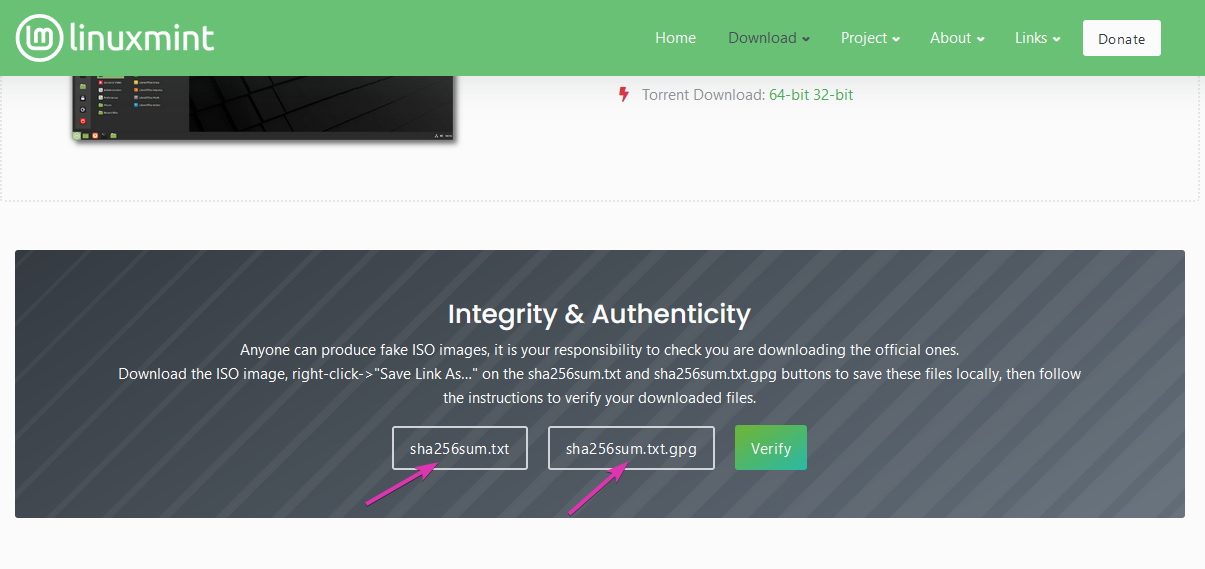 linuxmint
Home Download Project About Links Donate
Torrent Download: 64-bit 32-bit
Integrity & Authenticity
Anyone can produce fake ISO images, it is your responsibility to check you are downloading the official ones.
Download the ISO image, right-click->"Save Link As..." on the sha256sum.txt and sha256sum.txt.gpg buttons to save these files locally, then follow
the instructions to verify your downloaded files.
sha256sum.txt sha256sum.txt.gpg Verify